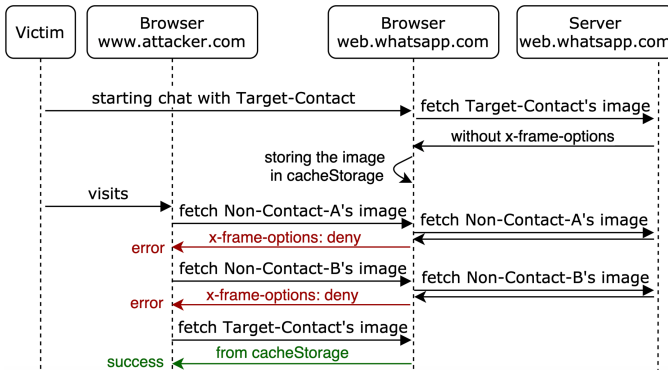 Victim
Browser
www.attacker.com
Browser
web.whatsapp.com
Server
web.whatsapp.com
starting chat with Target-Contact
fetch Target-Contact's image
without x-frame-options
storing the image
in cacheStorage
visits
fetch Non-Contact-A's image
fetch Non-Contact-A's image
x-frame-options: deny
error
fetch Non-Contact-B's image
fetch Non-Contact-B's image
x-frame-options: deny
error
fetch Target-Contact's image
from cacheStorage
success